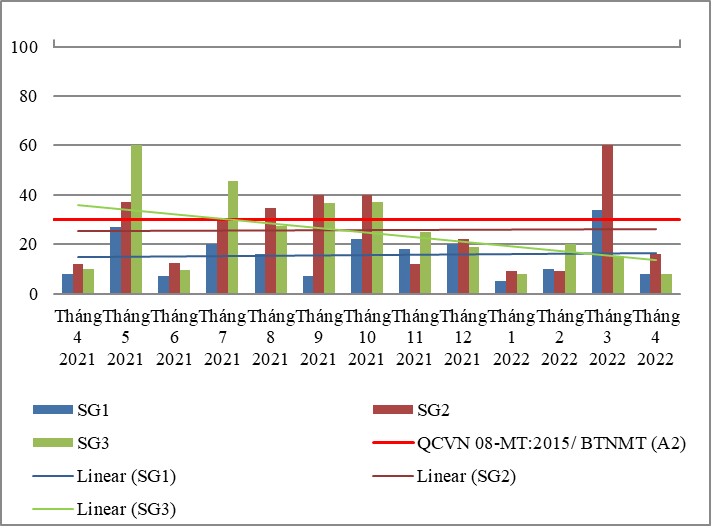 100
80
60
40
20
0
Tháng Tháng Tháng Tháng Tháng Tháng Tháng Tháng Tháng Tháng Tháng Tháng Tháng
4 5 6 7 8 9 10 11 12 1 2 3 4
2021 2021 2021 2021 2021 2021 2021 2021 2021 2022 2022 2022 2022
SG1 SG2
SG3 QCVN 08-MT:2015/ BTNMT (A2)
Linear (SG1) Linear (SG2)
Linear (SG3)